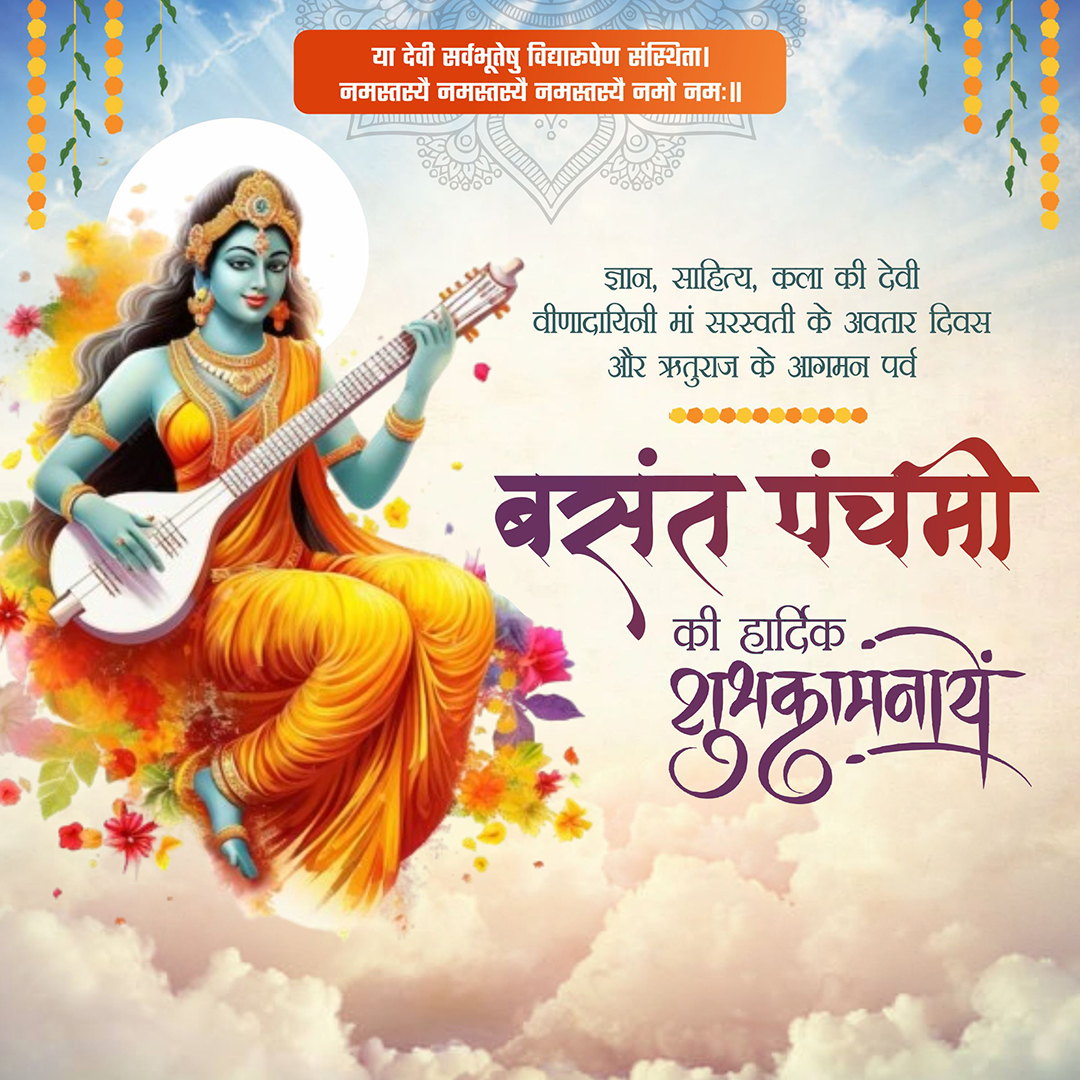 या देवी सर्वभूतेषु विद्यारुपेण संस्थिता।
नमस्तस्यै नमस्तस्यै नमस्तस्यै नमो नमः॥
ज्ञान, साहित्य, कला की देवी
वीणादायिनी मां सरस्वती के अवतार दिवस
और ऋतुराज के आगमन पर्व
बसंत पंचमी
की हार्दिक
शुभकामंनायें